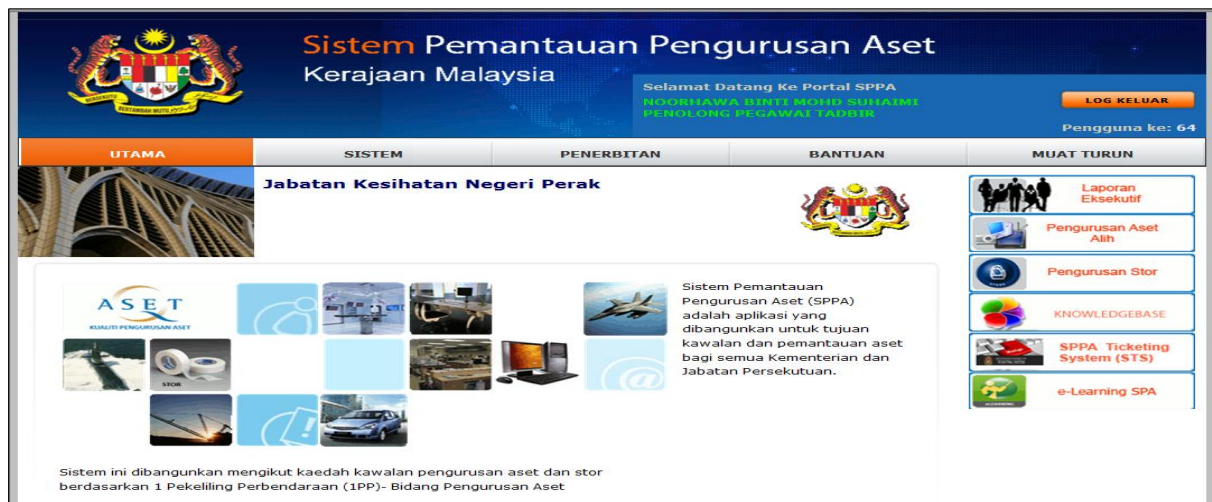 Sistem Pemantauan Pengurusan Aset
Kerajaan Malaysia
Selamat Datang Ke Portal SPPA
NOORHAWA BINTI MOHD SUHAIMI
PENOLONG PEGAWAI TADBIR
LOG KELUAR
Pengguna ke: 64
BERSEKUTU BERTAMBAH MUTU
UTAMA
SISTEM
PENERBITAN
BANTUAN
MUAT TURUN
Jabatan Kesihatan Negeri Perak
Laporan
Eksekutif
Pengurusan Aset
Alih
Pengurusan Stor
KNOWLEDGEBASE
SPPA Ticketing
System (STS)
e-Learning SPA
ASET
KUALITI PENGURUSAN ASET
STOR
Sistem Pemantauan
Pengurusan Aset (SPPA)
adalah aplikasi yang
dibangunkan untuk tujuan
kawalan dan pemantauan aset
bagi semua Kementerian dan
Jabatan Persekutuan.
Sistem ini dibangunkan mengikut kaedah kawalan pengurusan aset dan stor
berdasarkan 1 Pekeliling Perbendaraan (1PP)- Bidang Pengurusan Aset